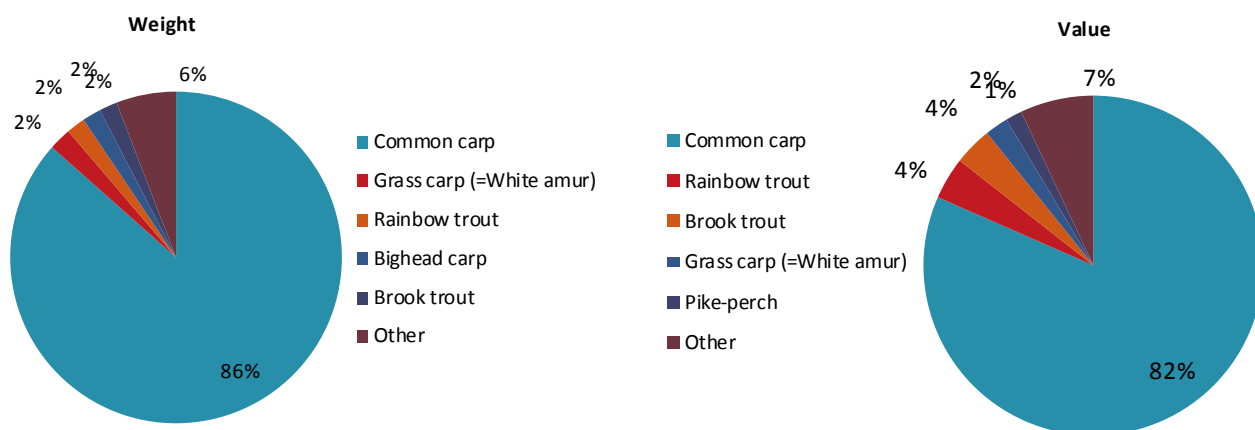 Weight
2%
2%
2%
2%
6%
86%
Common carp
Grass carp (=White amur)
Rainbow trout
Bighead carp
Brook trout
Other
Value
4%
4%
2%
1%
7%
82%
Common carp
Rainbow trout
Brook trout
Grass carp (=White amur)
Pike-perch
Other